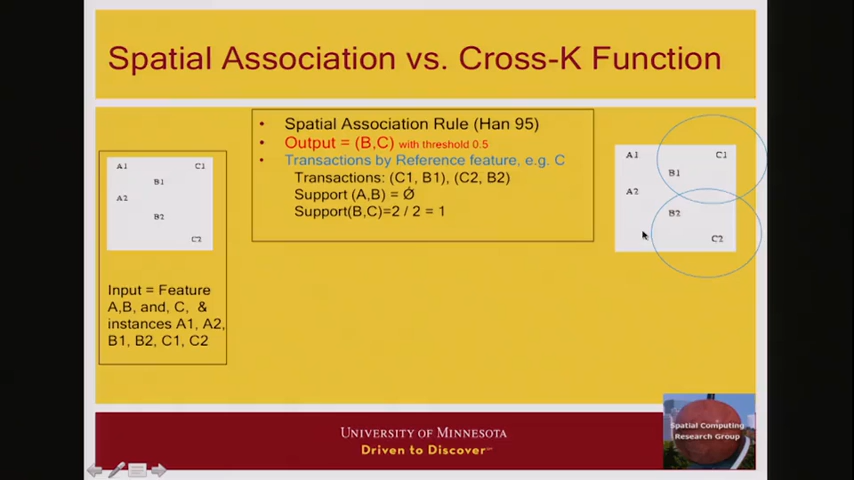 Spatial Association vs. Cross-K Function
A1 C1
B1
A2
B2
C2
Input = Feature
A,B, and, C, &
instances A1, A2,
B1, B2, C1, C2
• Spatial Association Rule (Han 95)
• Output = (B,C) with threshold 0.5
• Transactions by Reference feature, e.g. C
Transactions: (C1, B1), (C2, B2)
Support (A,B) = Ǿ
Support(B,C)=2 / 2 = 1
A1 C1
B1
A2
B2
C2
UNIVERSITY OF MINNESOTA
Driven to Discover℠
Spatial Computing
Research Group